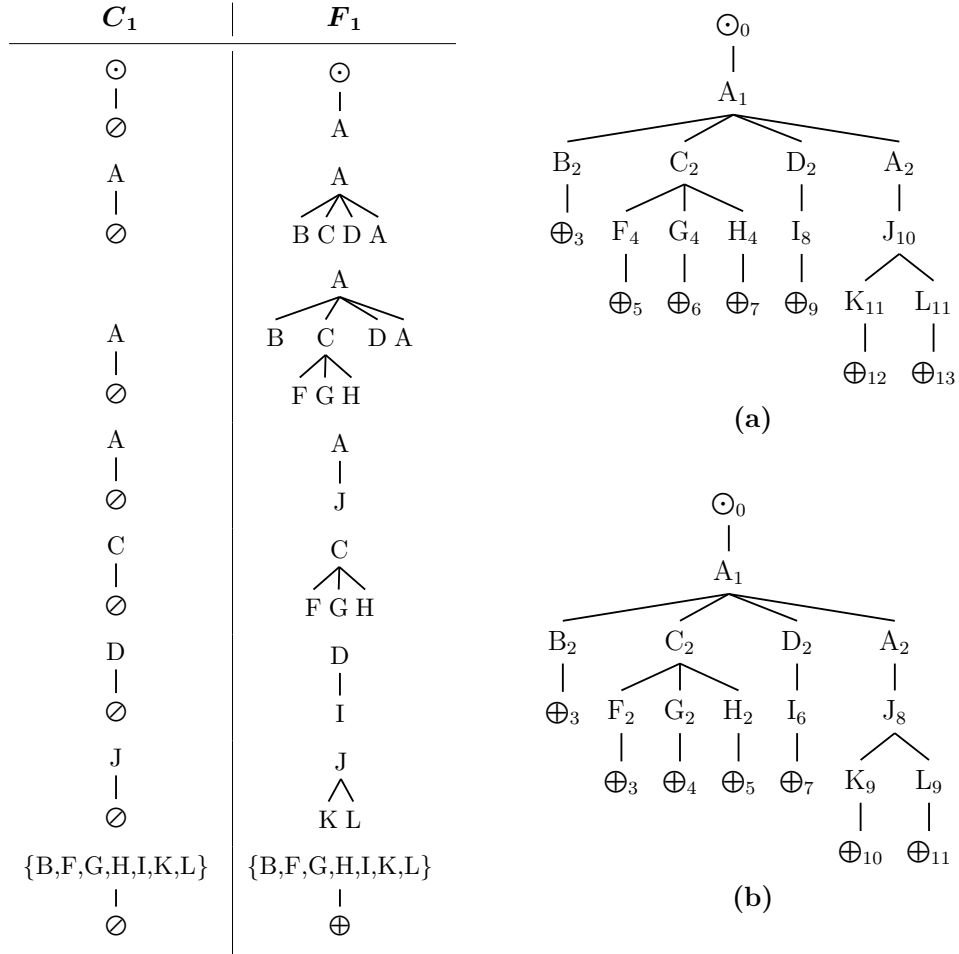 C₁ F₁
⊙ ⊙
⊘ A
A A
⊘ B C D A
A
B C D A
A
⊘ F G H
A A
⊘ J
C C
⊘ F G H
D D
⊘ I
J J
⊘ K L
{B,F,G,H,I,K,L} {B,F,G,H,I,K,L}
⊘ ⊕
⊙₀
A₁
B₂ C₂ D₂ A₂
⊕₃ F₄ G₄ H₄ I₈ J₁₀
⊕₅ ⊕₆ ⊕₇ ⊕₉ K₁₁ L₁₁
⊕₁₂ ⊕₁₃
(a)
⊙₀
A₁
B₂ C₂ D₂ A₂
⊕₃ F₂ G₂ H₂ I₆ J₈
⊕₃ ⊕₄ ⊕₅ ⊕₇ K₉ L₉
⊕₁₀ ⊕₁₁
(b)